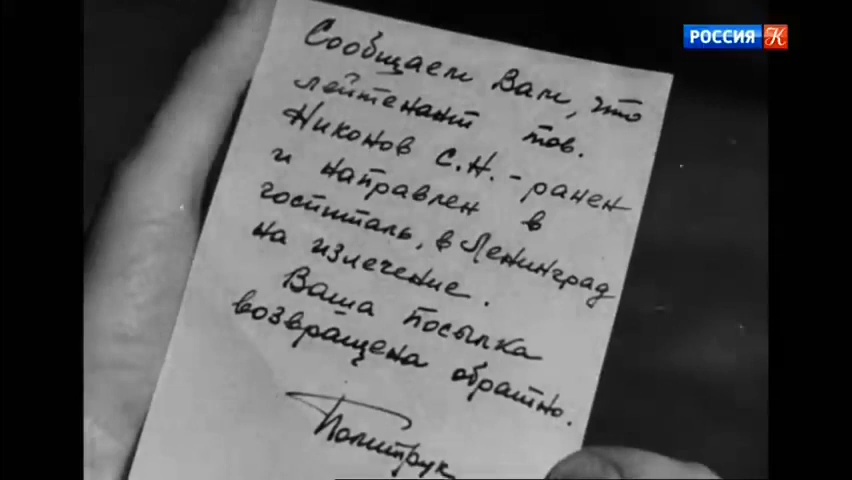 РОССИЯ К
Сообщаем Вам, что
лейтенант тов.
Никонов С.Н. - ранен
и направлен в
госпиталь, в Ленинград
на излечение.
Ваша посылка
возвращена обратно.
Политрук